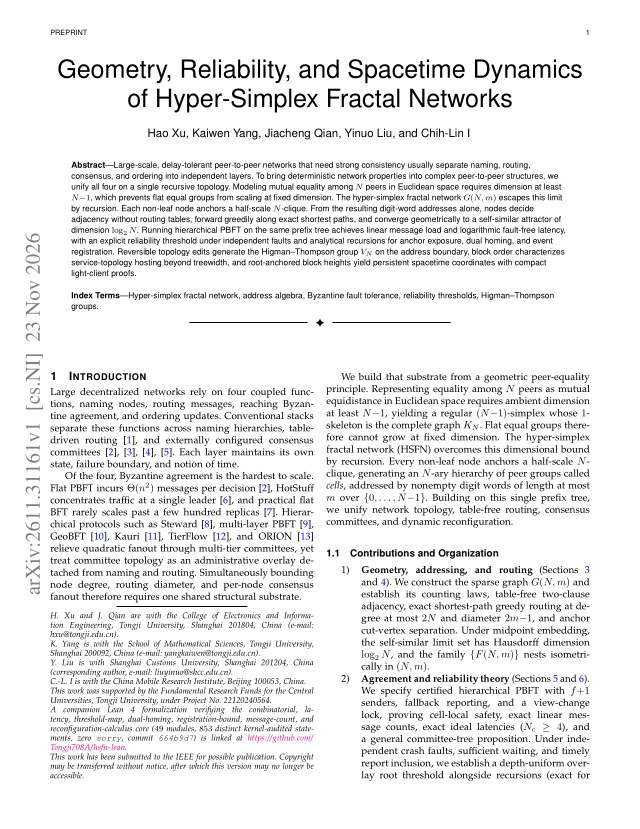 PREPRINT
1
Geometry, Reliability, and Spacetime Dynamics
of Hyper-Simplex Fractal Networks
Hao Xu, Kaiwen Yang, Jiacheng Qian, Yinuo Liu, and Chih-Lin I
Abstract—Large-scale, delay-tolerant peer-to-peer networks that need strong consistency usually separate naming, routing,
consensus, and ordering into independent layers. To bring deterministic network properties into complex peer-to-peer structures, we
unify all four on a single recursive topology. Modeling mutual equality among N peers in Euclidean space requires dimension at least
N−1, which prevents flat equal groups from scaling at fixed dimension. The hyper-simplex fractal network G(N, m) escapes this limit
by recursion. Each non-leaf node anchors a half-scale N-clique. From the resulting digit-word addresses alone, nodes decide
adjacency without routing tables, forward greedily along exact shortest paths, and converge geometrically to a self-similar attractor of
dimension log₂ N. Running hierarchical PBFT on the same prefix tree achieves linear message load and logarithmic fault-free latency,
with an explicit reliability threshold under independent faults and analytical recursions for anchor exposure, dual homing, and event
registration. Reversible topology edits generate the Higman–Thompson group V_N on the address boundary, block order characterizes
service-topology hosting beyond treewidth, and root-anchored block heights yield persistent spacetime coordinates with compact
light-client proofs.
Index Terms—Hyper-simplex fractal network, address algebra, Byzantine fault tolerance, reliability thresholds, Higman–Thompson
groups.
arXiv:2611.31161v1 [cs.NI] 23 Nov 2026
1 INTRODUCTION
Large decentralized networks rely on four coupled func-
tions, naming nodes, routing messages, reaching Byzan-
tine agreement, and ordering updates. Conventional stacks
separate these functions across naming hierarchies, table-
driven routing [1], and externally configured consensus
committees [2], [3], [4], [5]. Each layer maintains its own
state, failure boundary, and notion of time.
Of the four, Byzantine agreement is the hardest to scale.
Flat PBFT incurs Θ(n²) messages per decision [2], HotStuff
concentrates traffic at a single leader [6], and practical flat
BFT rarely scales past a few hundred replicas [7]. Hierar-
chical protocols such as Steward [8], multi-layer PBFT [9],
GeoBFT [10], Kauri [11], TierFlow [12], and ORION [13]
relieve quadratic fanout through multi-tier committees, yet
treat committee topology as an administrative overlay de-
tached from naming and routing. Simultaneously bounding
node degree, routing diameter, and per-node consensus
fanout therefore requires one shared structural substrate.
H. Xu and J. Qian are with the College of Electronics and Informa-
tion Engineering, Tongji University, Shanghai 201804, China (e-mail:
hxu@tongji.edu.cn).
K. Yang is with the School of Mathematical Sciences, Tongji University,
Shanghai 200092, China (e-mail: yangkaiwen@tongji.edu.cn).
Y. Liu is with Shanghai Customs University, Shanghai 201204, China
(corresponding author, e-mail: liuyinuo@shcc.edu.cn).
C.-L. I is with the China Mobile Research Institute, Beijing 100053, China.
This work was supported by the Fundamental Research Funds for the Central
Universities, Tongji University, under Project No. 22120240564.
A companion Lean 4 formalization verifying the combinatorial, la-
tency, threshold-map, dual-homing, registration-bound, message-count, and
reconfiguration-calculus core (49 modules, 853 distinct kernel-audited state-
ments, zero sorry, commit 664b9d7) is linked at https://github.com/
Tongji708A/hsfn-lean.
This work has been submitted to the IEEE for possible publication. Copyright
may be transferred without notice, after which this version may no longer be
accessible.
We build that substrate from a geometric peer-equality
principle. Representing equality among N peers as mutual
equidistance in Euclidean space requires ambient dimension
at least N−1, yielding a regular (N−1)-simplex whose 1-
skeleton is the complete graph K_N. Flat equal groups there-
fore cannot grow at fixed dimension. The hyper-simplex
fractal network (HSFN) overcomes this dimensional bound
by recursion. Every non-leaf node anchors a half-scale N-
clique, generating an N-ary hierarchy of peer groups called
cells, addressed by nonempty digit words of length at most
m over {0, . . . , N−1}. Building on this single prefix tree,
we unify network topology, table-free routing, consensus
committees, and dynamic reconfiguration.
1.1 Contributions and Organization
1) Geometry, addressing, and routing (Sections 3
and 4). We construct the sparse graph G(N, m) and
establish its counting laws, table-free two-clause
adjacency, exact shortest-path greedy routing at de-
gree at most 2N and diameter 2m−1, and anchor
cut-vertex separation. Under midpoint embedding,
the self-similar limit set has Hausdorff dimension
log₂ N, and the family {F(N, m)} nests isometri-
cally in (N, m).
2) Agreement and reliability theory (Sections 5 and 6).
We specify certified hierarchical PBFT with f+1
senders, fallback reporting, and a view-change
lock, proving cell-local safety, exact linear mes-
sage counts, exact ideal latencies (N_c ≥ 4), and
a general committee-tree proposition. Under inde-
pendent crash faults, sufficient waiting, and timely
report inclusion, we establish a depth-uniform over-
lay root threshold alongside recursions (exact for